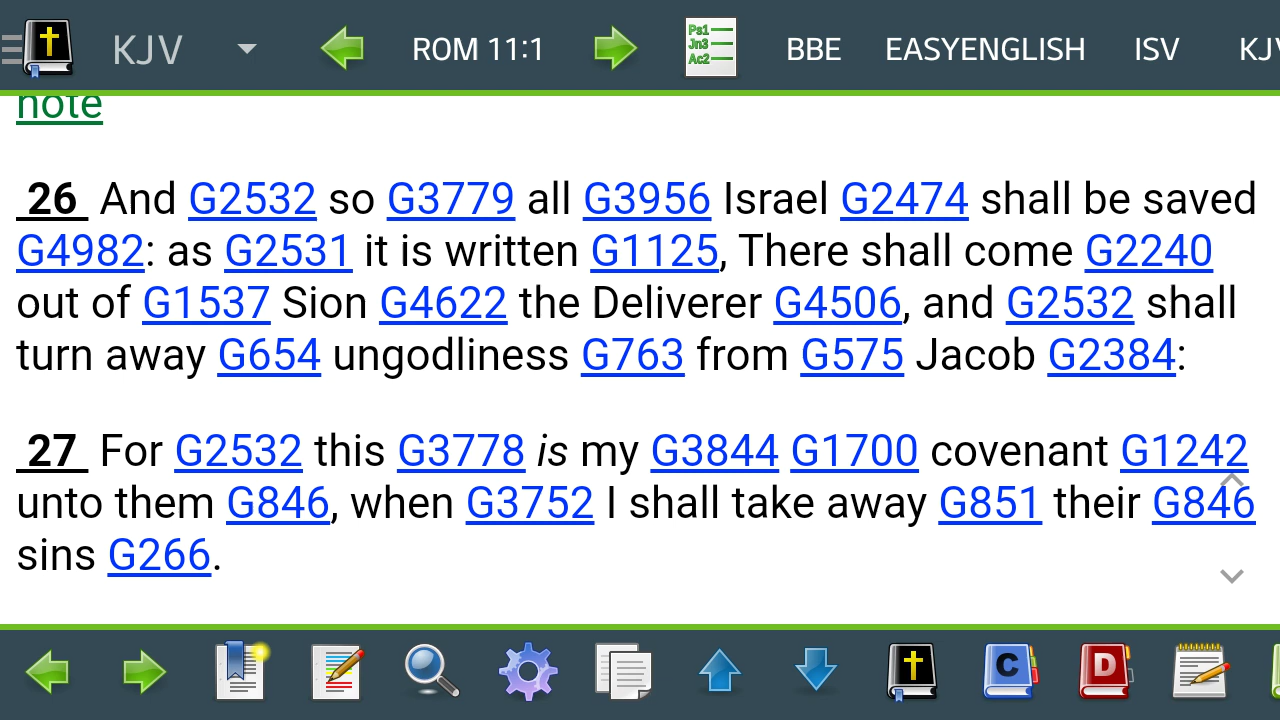 KJV ROM 11:1 Ps1 Jn3 Ac2 BBE EASYENGLISH ISV KJV
note
26 And G2532 so G3779 all G3956 Israel G2474 shall be saved
G4982: as G2531 it is written G1125, There shall come G2240
out of G1537 Sion G4622 the Deliverer G4506, and G2532 shall
turn away G654 ungodliness G763 from G575 Jacob G2384:
27 For G2532 this G3778 is my G3844 G1700 covenant G1242
unto them G846, when G3752 I shall take away G851 their G846
sins G266.
C D